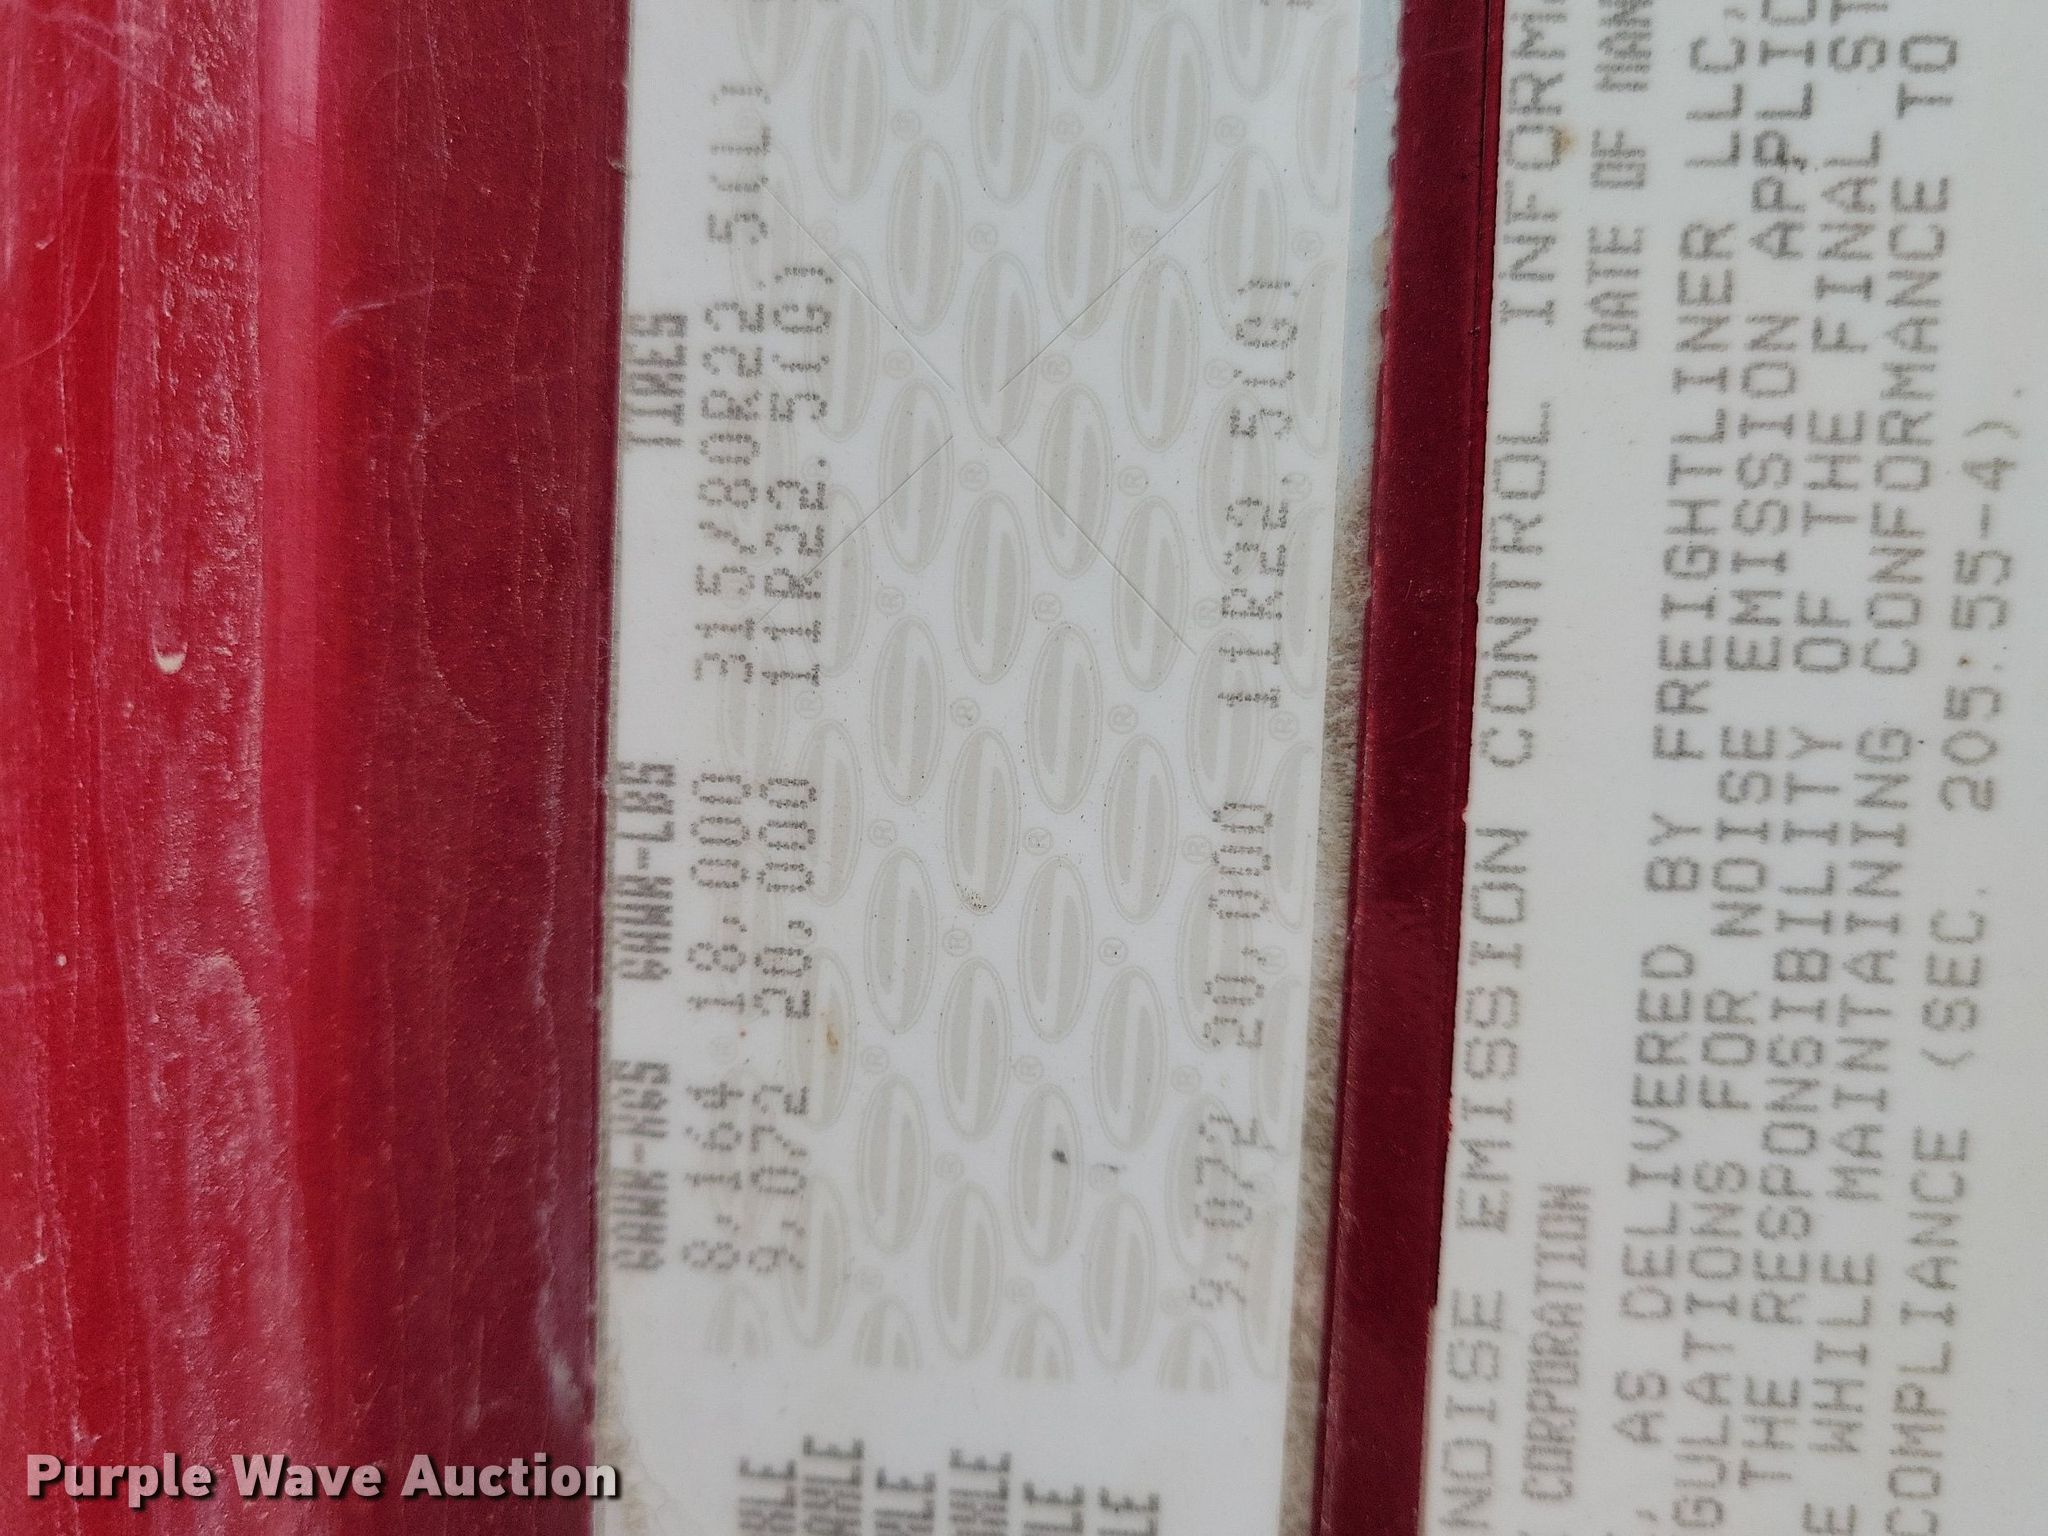 GAWR-KGS GAWR-LBS TIRES
8,164 18,000 315/80R22.5(L)
9,072 20,000 11R22.5(G)
9,072 20,000 11R22.5(G)
NOISE EMISSION CONTROL INFORM
CORPORATION DATE OF MAN
, AS DELIVERED BY FREIGHTLINER LLC,
GULATIONS FOR NOISE EMISSION APPLIC
THE RESPONSIBILITY OF THE FINAL ST
E WHILE MAINTAINING CONFORMANCE TO
COMPLIANCE (SEC. 205:55-4).
Purple Wave Auction